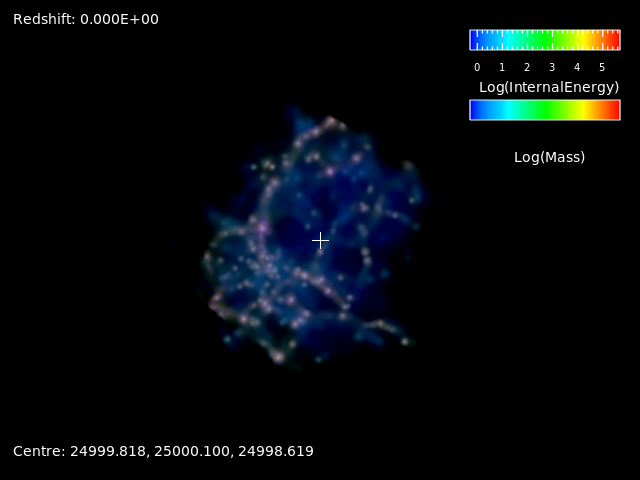 Redshift: 0.000E+00
0 1 2 3 4 5
Log(InternalEnergy)
Log(Mass)
Centre: 24999.818, 25000.100, 24998.619